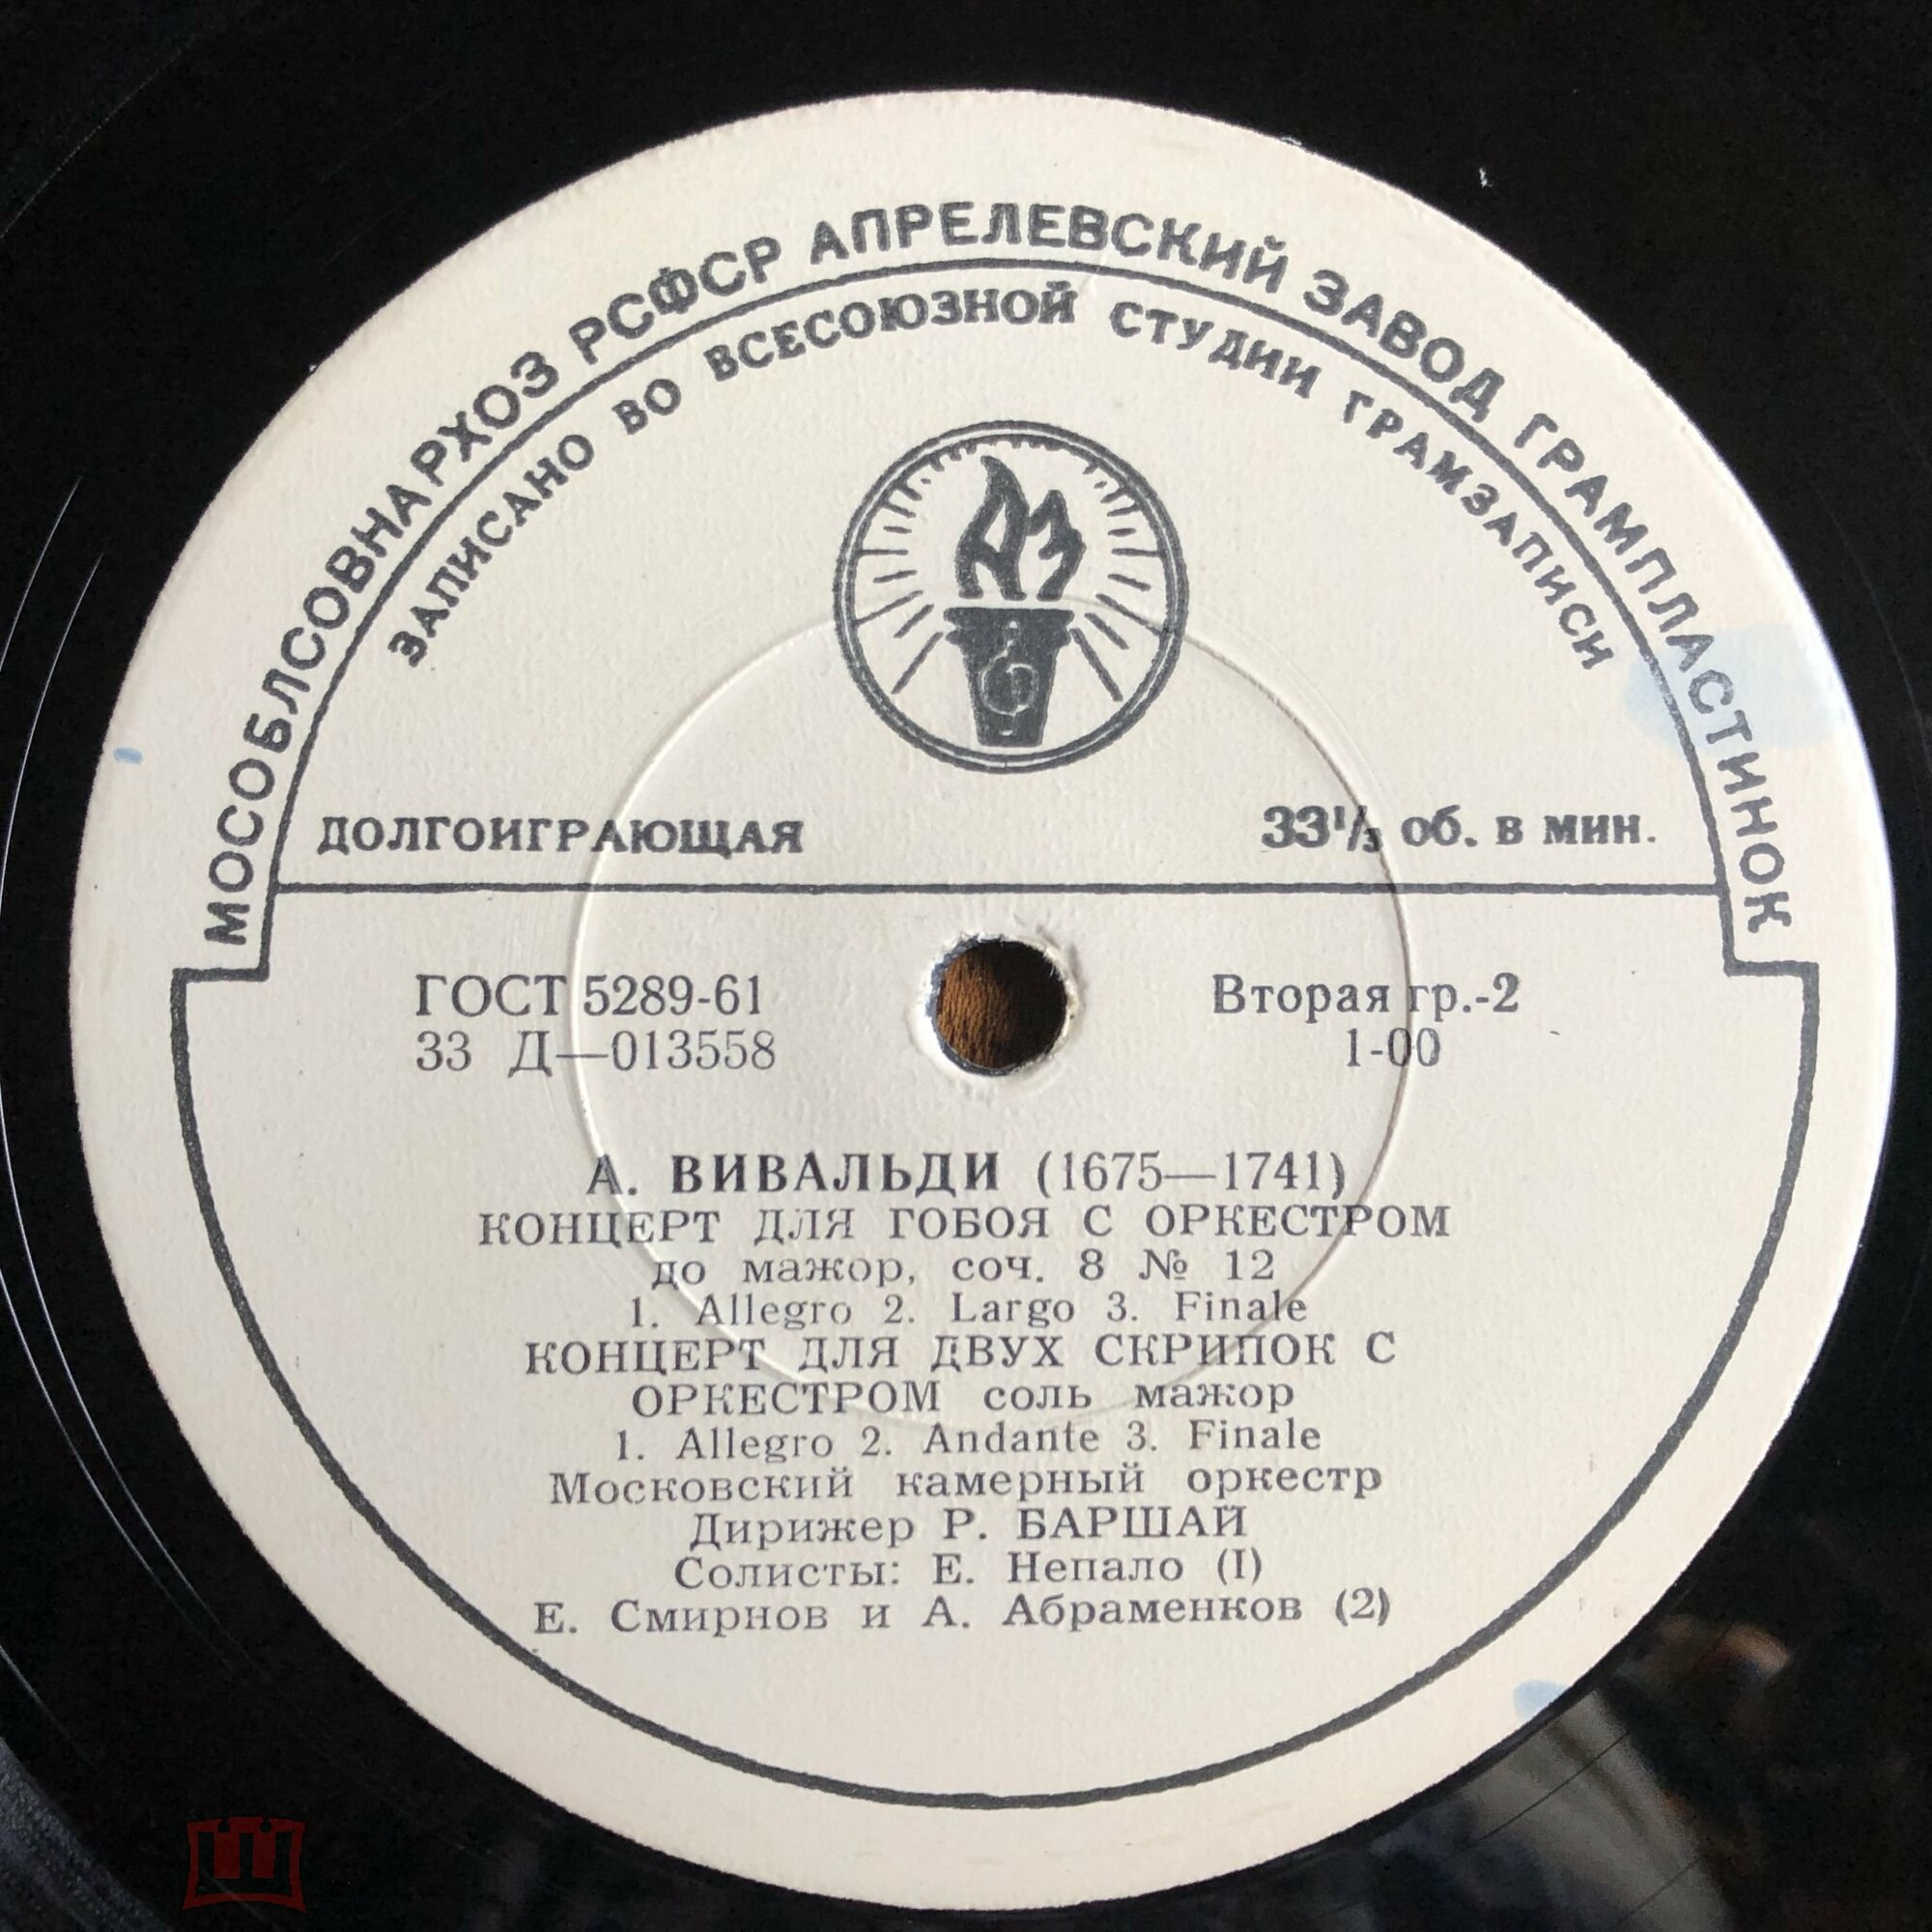 МОСОБЛСОВНАРХОЗ РСФСР АПРЕЛЕВСКИЙ ЗАВОД ГРАМПЛАСТИНОК
ЗАПИСАНО ВО ВСЕСОЮЗНОЙ СТУДИИ ГРАМЗАПИСИ
ДОЛГОИГРАЮЩАЯ 33⅓ об. в мин.
ГОСТ 5289-61 Вторая гр.-2
33 Д—013558 1-00
А. ВИВАЛЬДИ (1675—1741)
КОНЦЕРТ ДЛЯ ГОБОЯ С ОРКЕСТРОМ
до мажор, соч. 8 № 12
1. Allegro 2. Largo 3. Finale
КОНЦЕРТ ДЛЯ ДВУХ СКРИПОК С
ОРКЕСТРОМ соль мажор
1. Allegro 2. Andante 3. Finale
Московский камерный оркестр
Дирижер Р. БАРШАЙ
Солисты: Е. Непало (I)
Е. Смирнов и А. Абраменков (2)